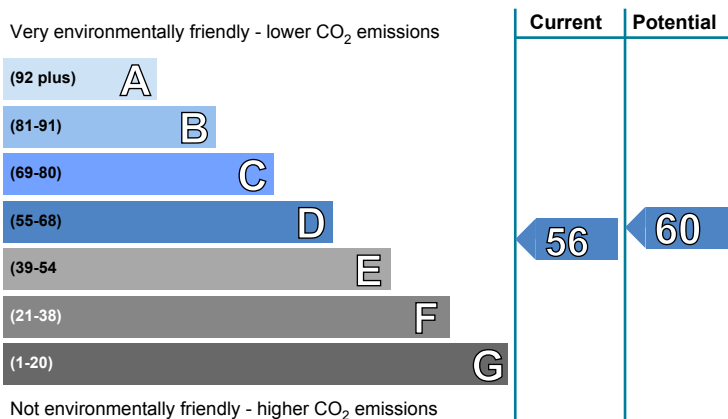 Current Potential
Very environmentally friendly - lower CO2 emissions
(92 plus) A
(81-91) B
(69-80) C
(55-68) D
56 60
(39-54 E
(21-38) F
(1-20) G
Not environmentally friendly - higher CO2 emissions